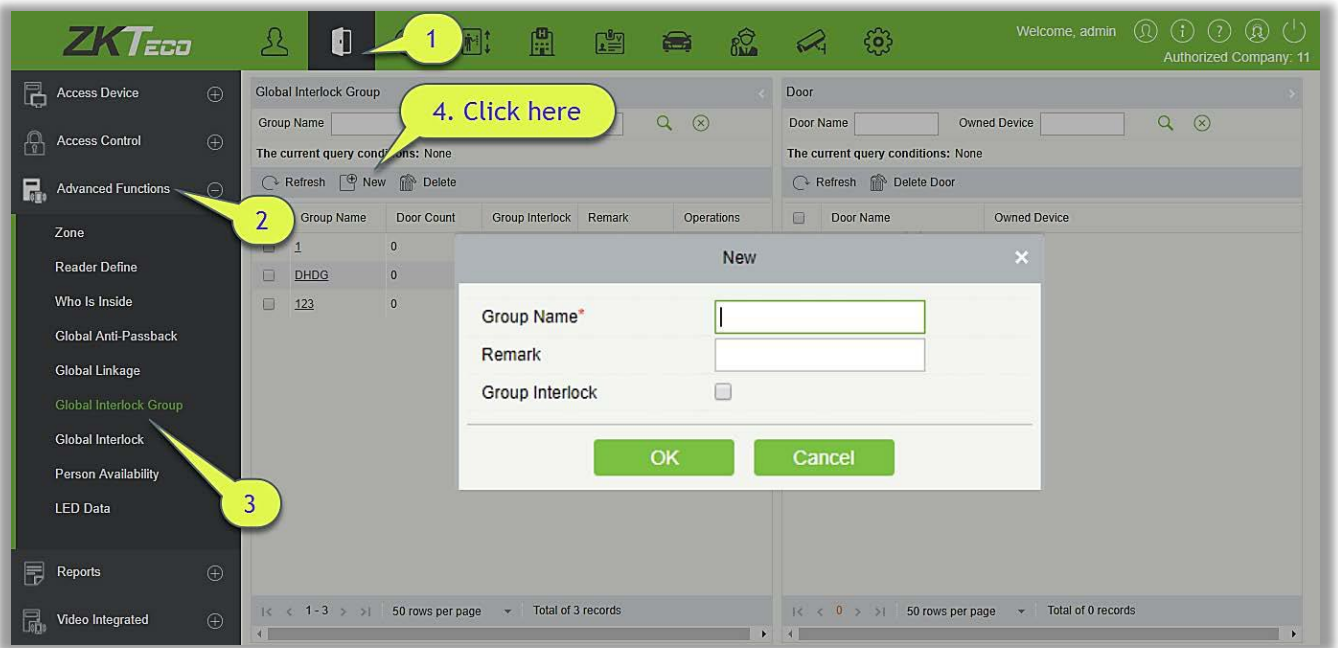 ZKTECO
Welcome, admin
Authorized Company: 11
1
Access Device
Access Control
Advanced Functions
2
Zone
Reader Define
Who Is Inside
Global Anti-Passback
Global Linkage
Global Interlock Group
Global Interlock
Person Availability
LED Data
3
Reports
Video Integrated
Global Interlock Group
4. Click here
Group Name
The current query conditions: None
Refresh New Delete
Group Name Door Count Group Interlock Remark Operations
1 0
DHDG 0
123 0
1-3 50 rows per page Total of 3 records
Door
Door Name Owned Device
The current query conditions: None
Refresh Delete Door
Door Name Owned Device
0 50 rows per page Total of 0 records
New
Group Name*
Remark
Group Interlock
OK Cancel